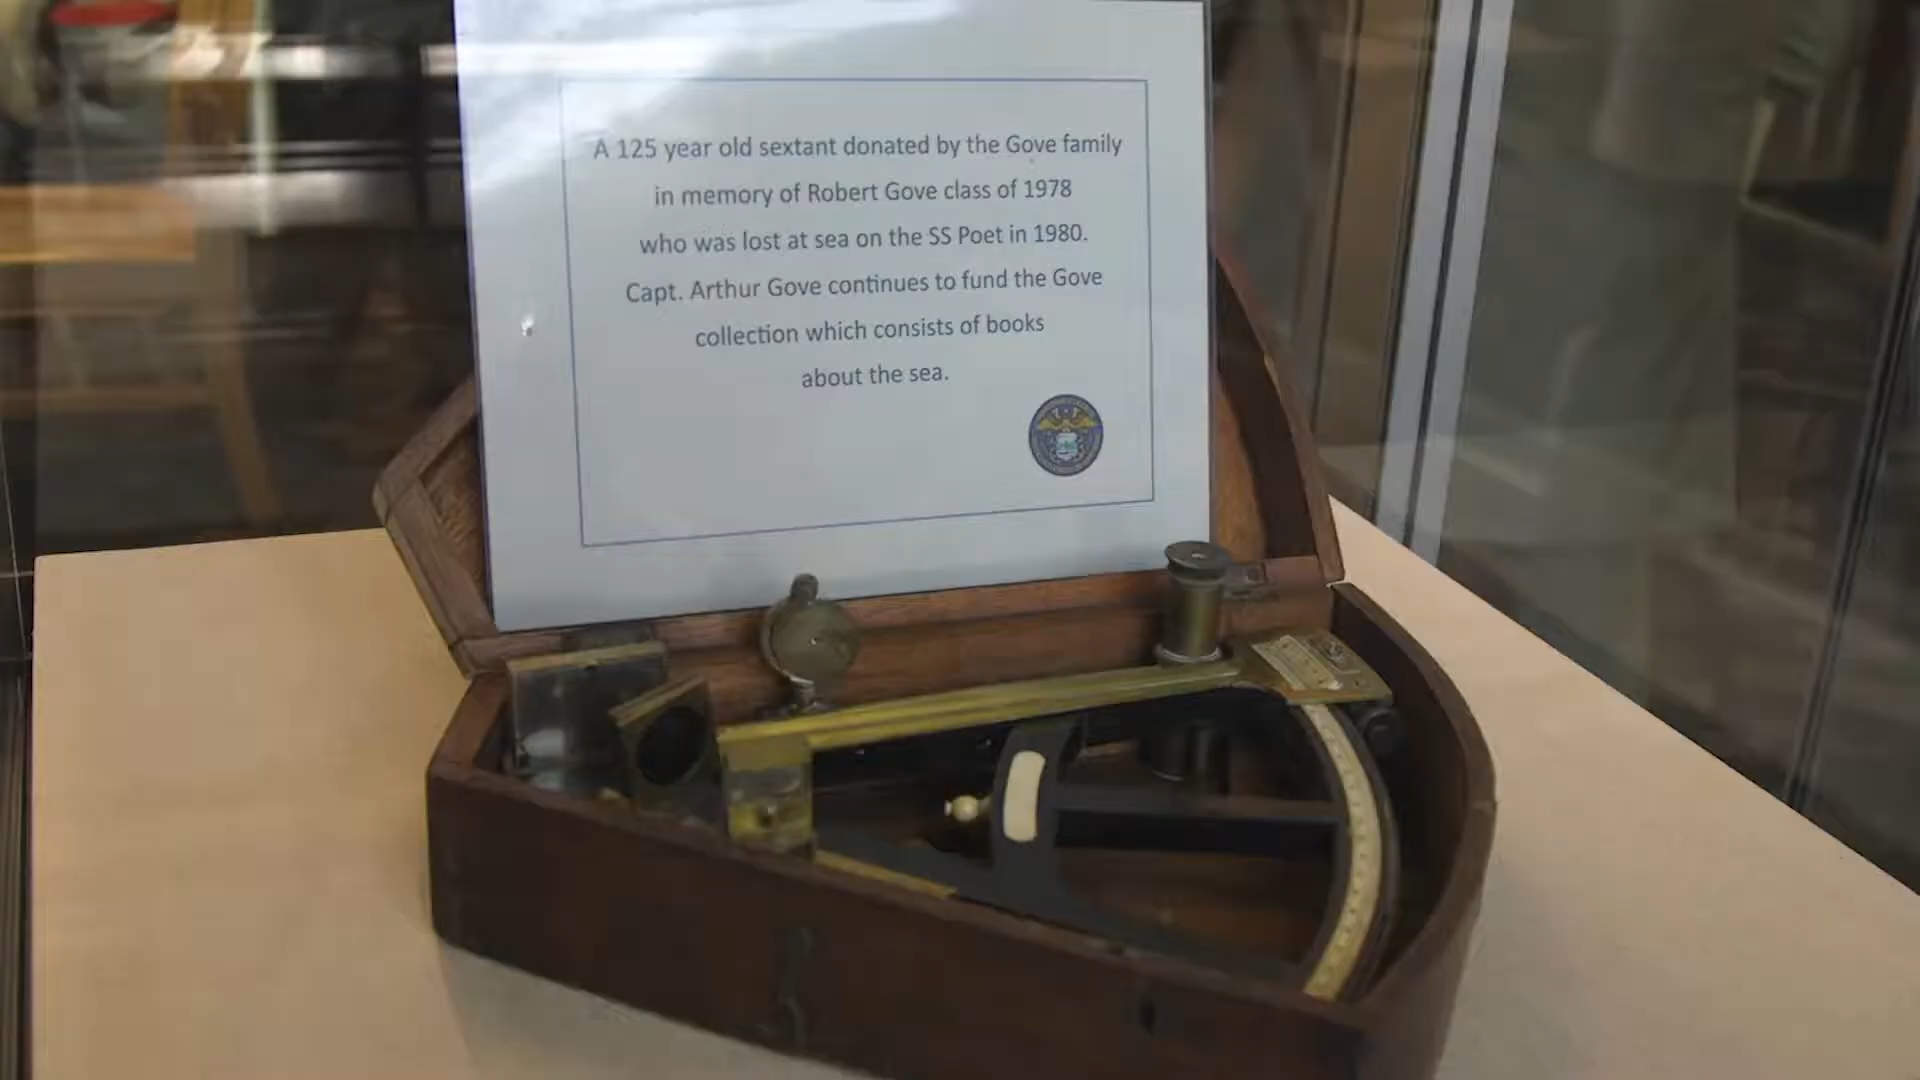 A 125 year old sextant donated by the Gove family
in memory of Robert Gove class of 1978
who was lost at sea on the SS Poet in 1980.
Capt. Arthur Gove continues to fund the Gove
collection which consists of books
about the sea.